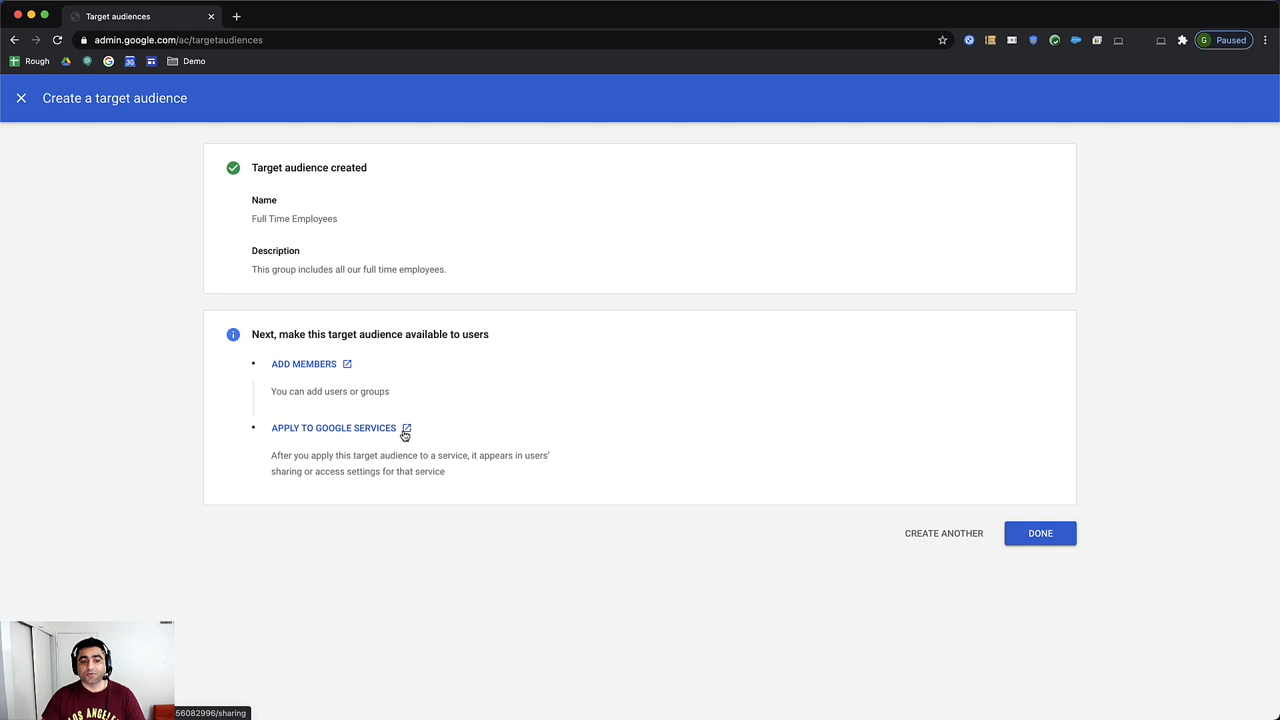 Target audiences
admin.google.com/ac/targetaudiences
G Paused
Rough
Demo
Create a target audience
Target audience created
Name
Full Time Employees
Description
This group includes all our full time employees.
Next, make this target audience available to users
ADD MEMBERS
You can add users or groups
APPLY TO GOOGLE SERVICES
After you apply this target audience to a service, it appears in users'
sharing or access settings for that service
CREATE ANOTHER
DONE
LOS ANGELES
56082996/sharing